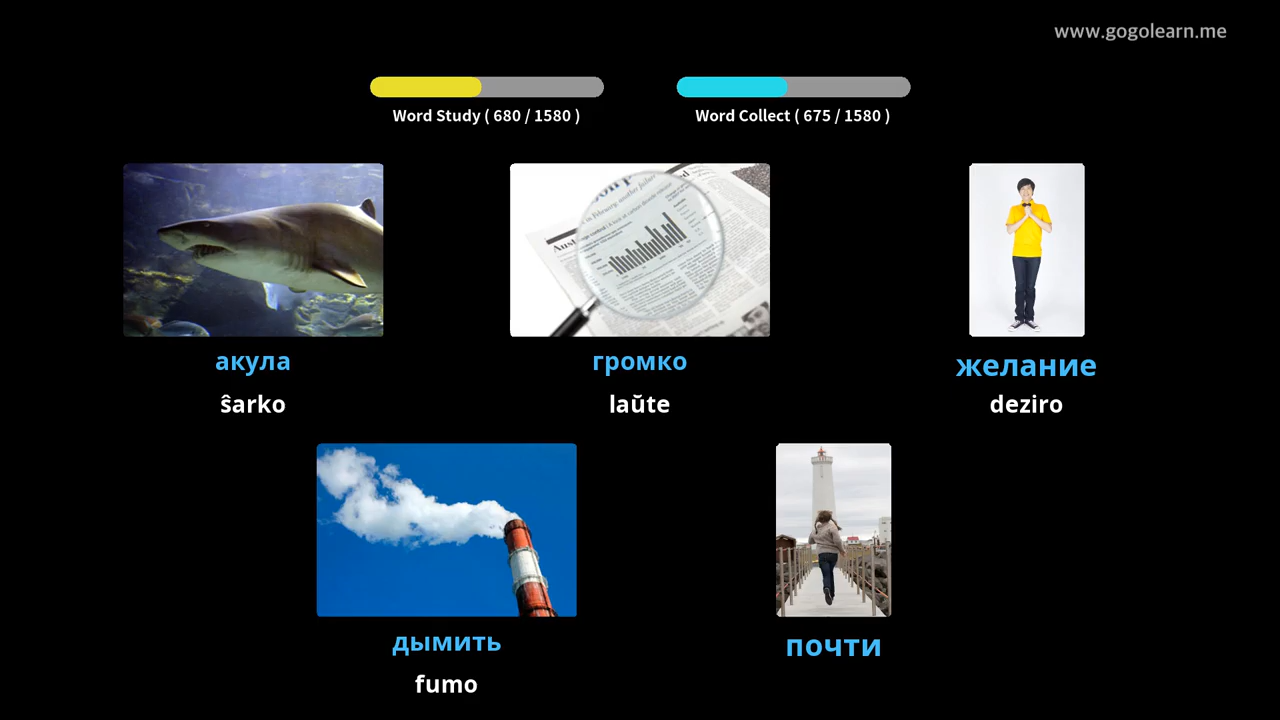 www.gogolearn.me
Word Study ( 680 / 1580 )
Word Collect ( 675 / 1580 )
акула
громко
желание
ŝarko
laŭte
deziro
дымить
почти
fumo